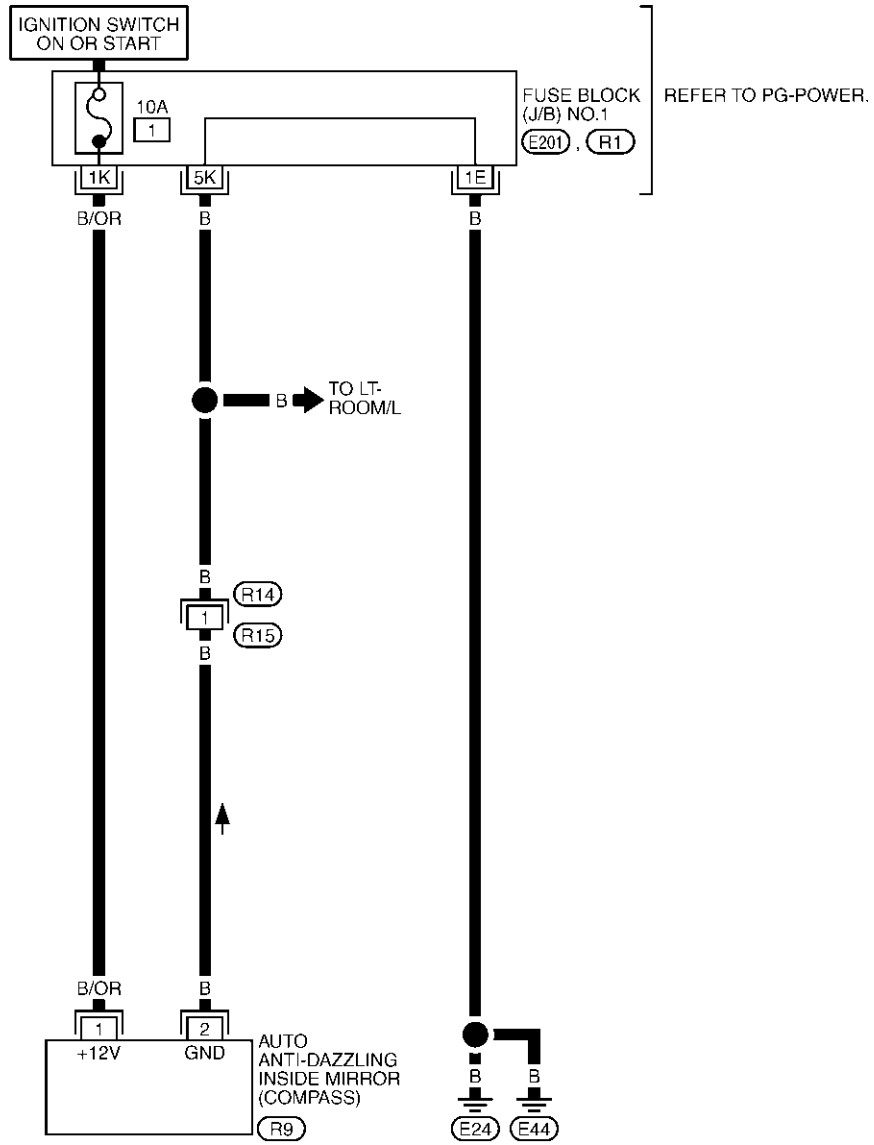 IGNITION SWITCH
ON OR START
10A
1
FUSE BLOCK
(J/B) NO.1
E201 , R1
REFER TO PG-POWER.
1K
5K
1E
B/OR
B
B
B
TO LT-
ROOM/L
B
R14
1
R15
B
B/OR
B
1
2
+12V
GND
AUTO
ANTI-DAZZLING
INSIDE MIRROR
(COMPASS)
R9
B
B
E24
E44